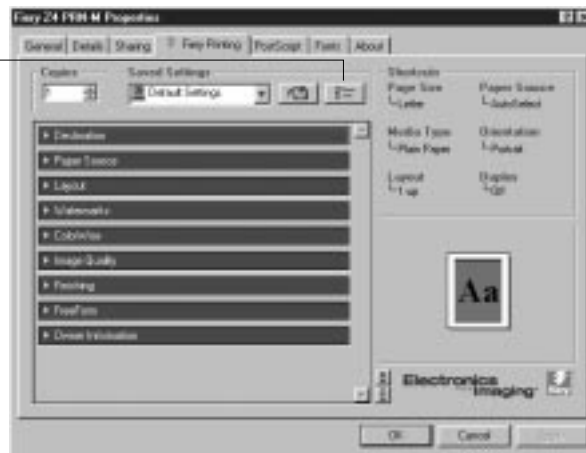 Fiery Z4 PRN-M Properties
General Details Sharing Fiery Printing PostScript Fonts About
Copies
Saved Settings
1
Default Settings
Shortcuts
Page Size
Letter
Paper Source
AutoSelect
Media Type
Plain Paper
Orientation
Portrait
Layout
1 up
Duplex
Off
Destination
Paper Source
Layout
Watermarks
ColorWise
Image Quality
Finishing
FreeForm
Owner Information
Aa
Electronics
Imaging
OK
Cancel